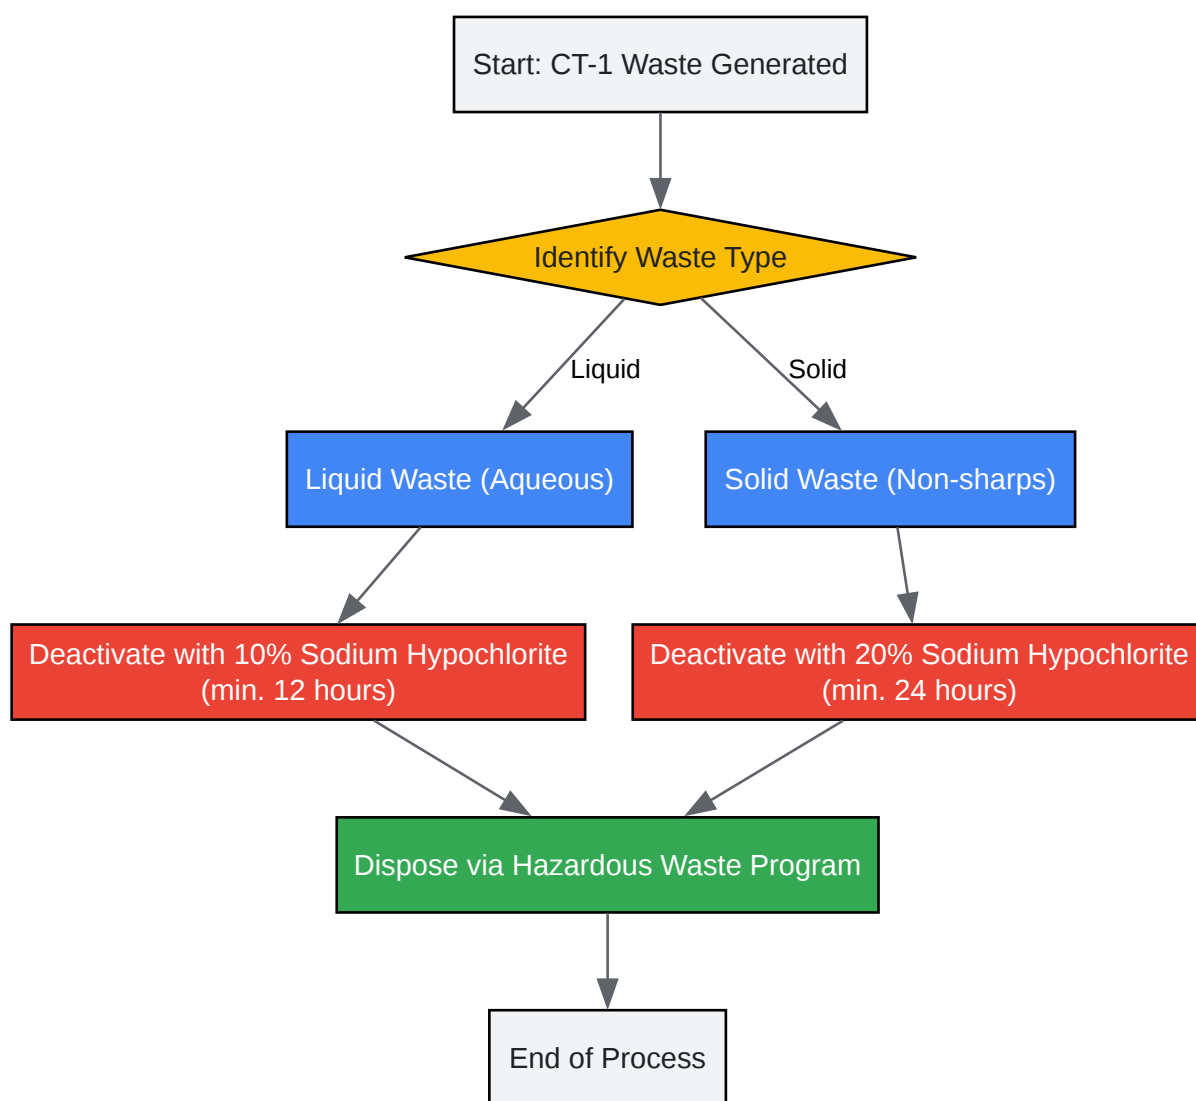 Start: CT-1 Waste Generated
Identify Waste Type
Liquid
Solid
Liquid Waste (Aqueous)
Solid Waste (Non-sharps)
Deactivate with 10% Sodium Hypochlorite
(min. 12 hours)
Deactivate with 20% Sodium Hypochlorite
(min. 24 hours)
Dispose via Hazardous Waste Program
End of Process